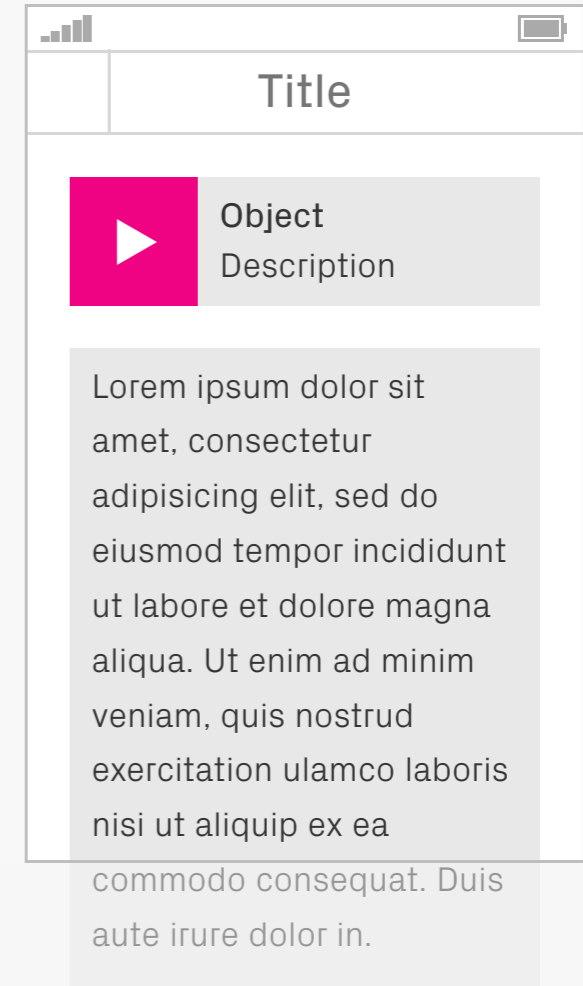 Title
Object
Description
Lorem ipsum dolor sit
amet, consectetur
adipisicing elit, sed do
eiusmod tempor incididunt
ut labore et dolore magna
aliqua. Ut enim ad minim
veniam, quis nostrud
exercitation ulamco laboris
nisi ut aliquip ex ea
commodo consequat. Duis
aute irure dolor in.